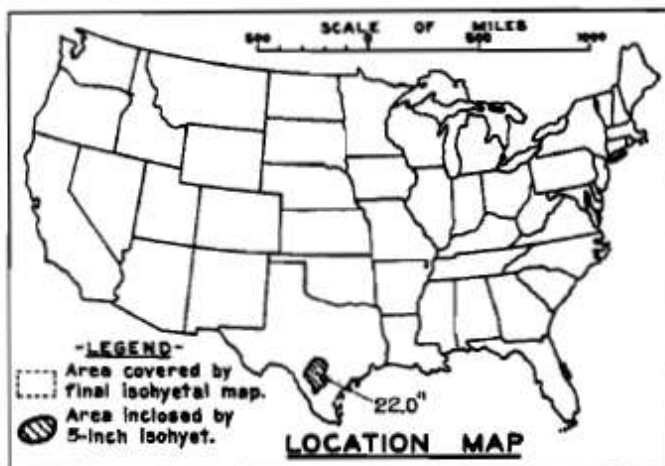 SCALE OF MILES
500 0 500 1000
-LEGEND-
Area covered by
final isohyetal map.
Area inclosed by
5-inch isohyet.
22.0"
LOCATION MAP